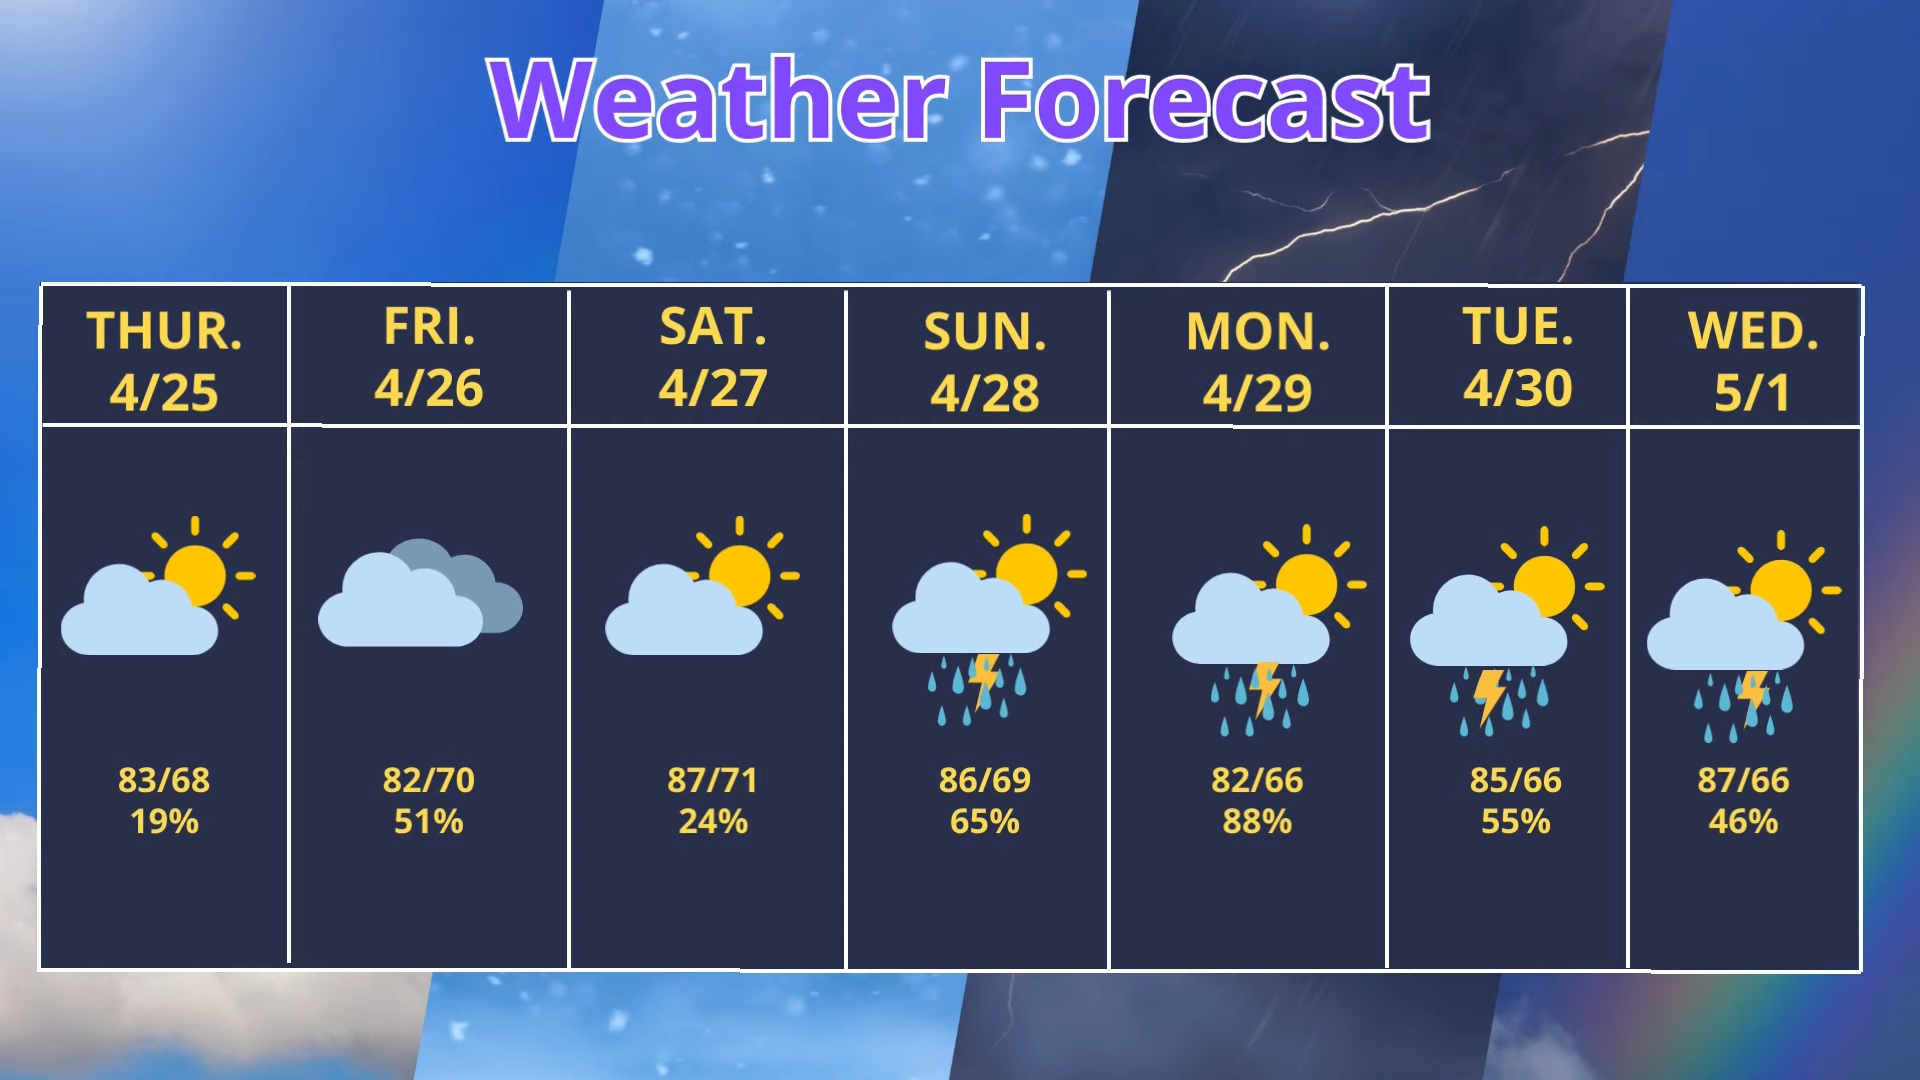 Weather Forecast
THUR.
4/25
FRI.
4/26
SAT.
4/27
SUN.
4/28
MON.
4/29
TUE.
4/30
WED.
5/1
83/68
19%
82/70
51%
87/71
24%
86/69
65%
82/66
88%
85/66
55%
87/66
46%